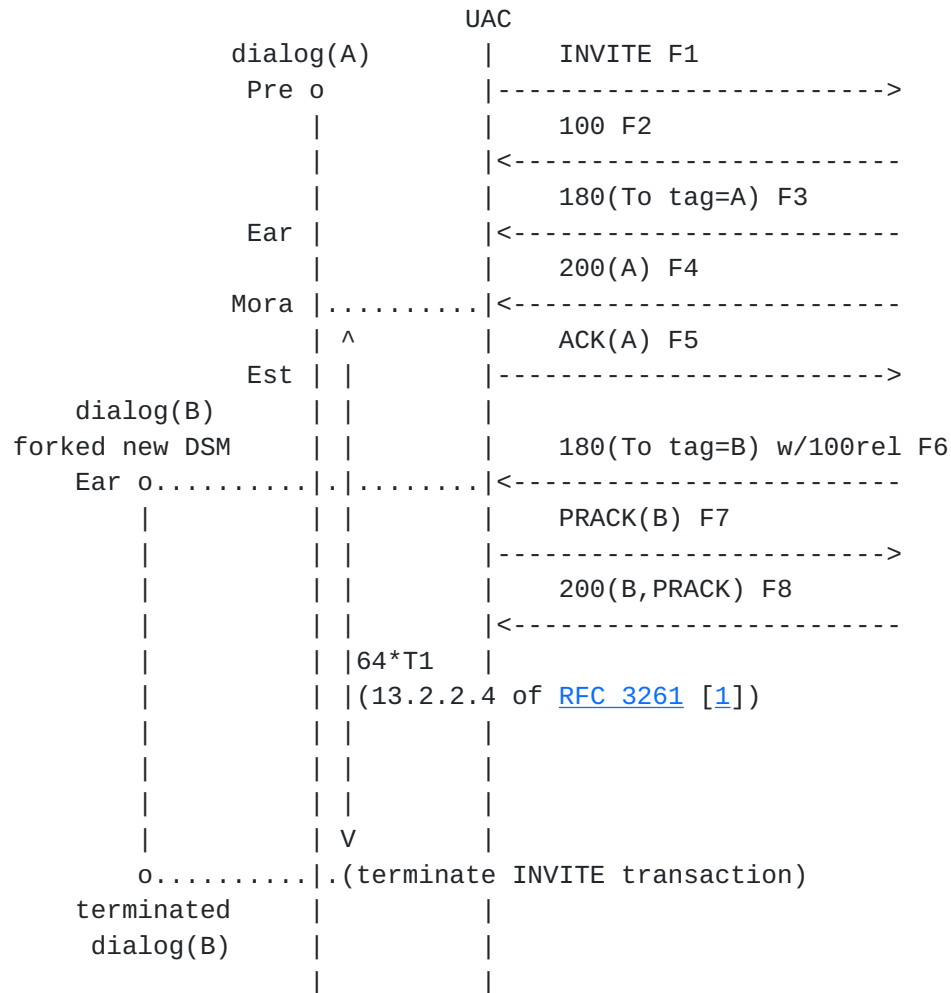 UAC
              dialog(A)       |    INVITE F1
               Pre o          |------------------------->
                   |          |    100 F2
                   |          |<-------------------------
                   |          |    180(To tag=A) F3
               Ear |          |<-------------------------
                   |          |    200(A) F4
              Mora |..........|<-------------------------
                   | ^        |    ACK(A) F5
               Est | |        |------------------------->
    dialog(B)      | |        |
forked new DSM     | |        |    180(To tag=B) w/100rel F6
    Ear o..........|.|........|<-------------------------
        |          | |        |    PRACK(B) F7
        |          | |        |------------------------->
        |          | |        |    200(B,PRACK) F8
        |          | |        |<-------------------------
        |          | |64*T1   |
        |          | |(13.2.2.4 of RFC 3261 [1])
        |          | |        |
        |          | |        |
        |          | |        |
        |          | V        |
        o..........|.(terminate INVITE transaction)
    terminated     |          |
     dialog(B)     |          |
                   |          |